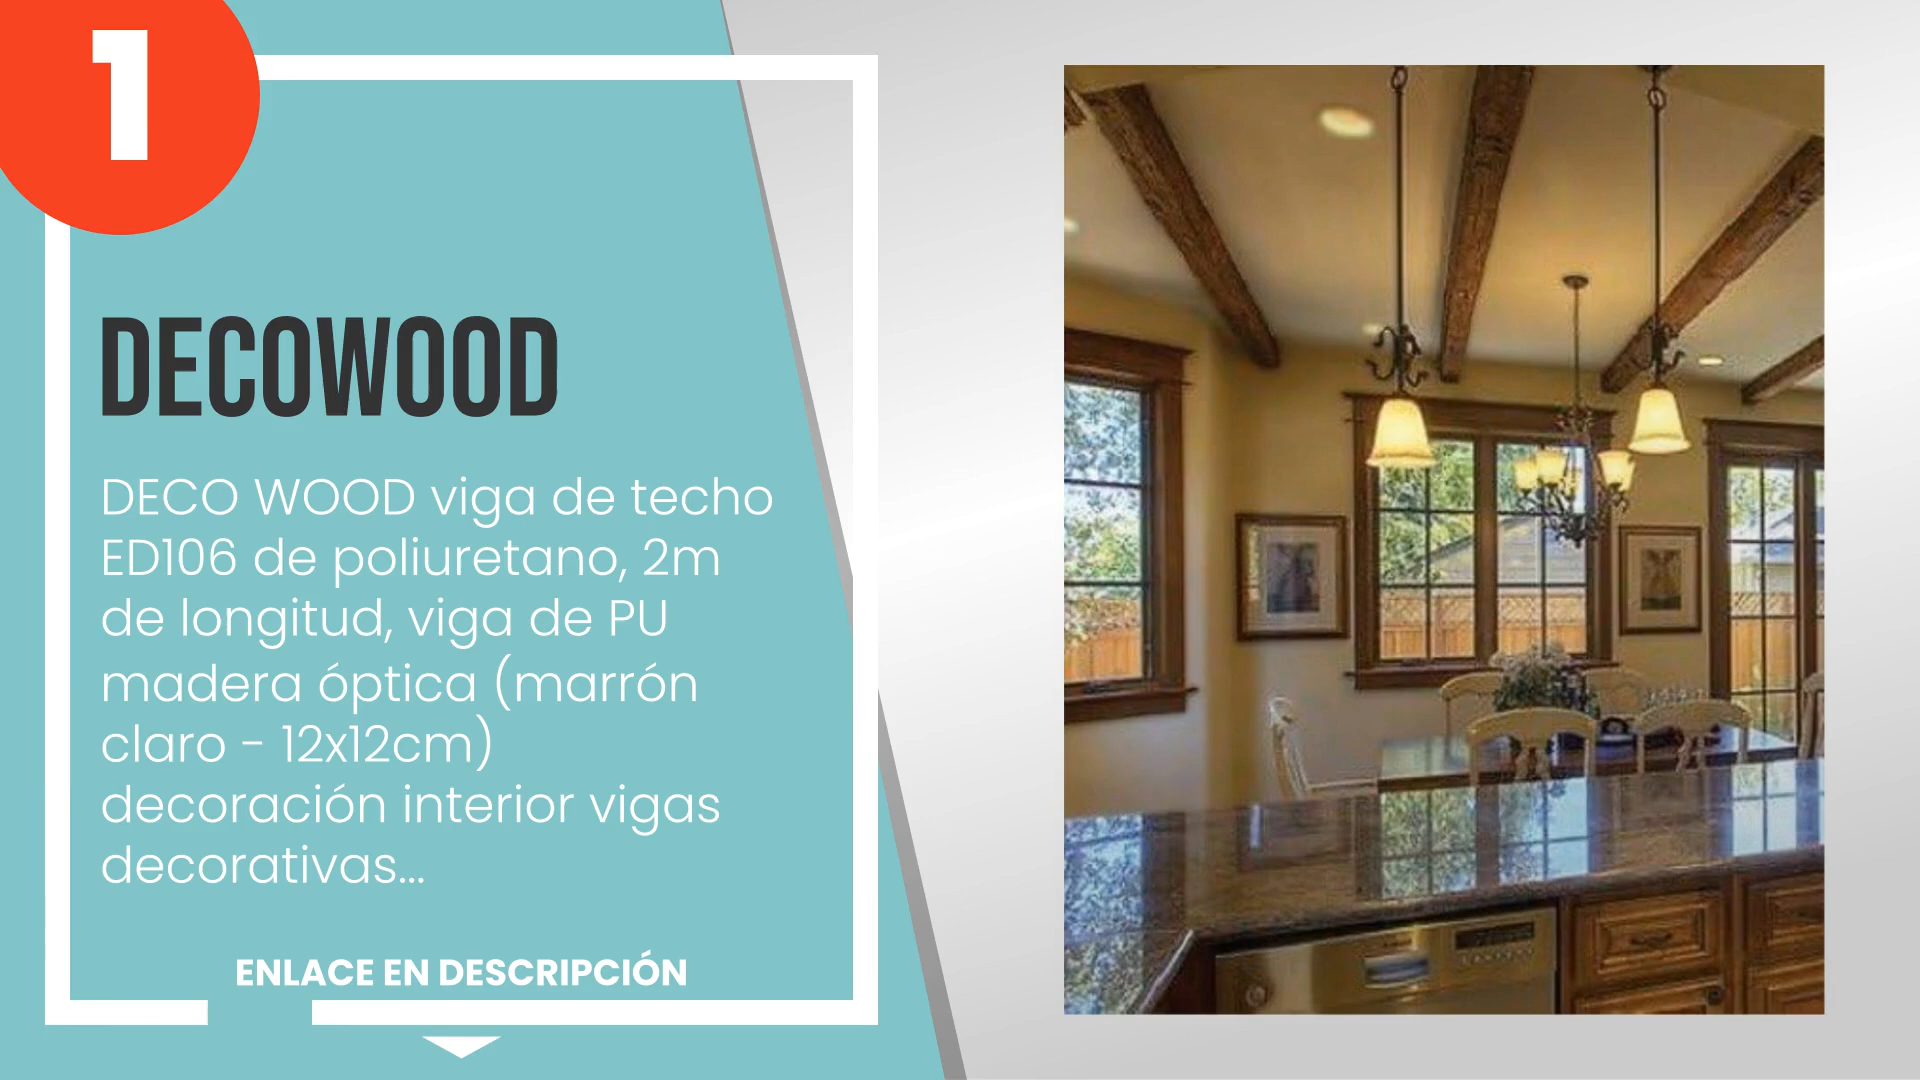 1
DECOWOOD
DECO WOOD viga de techo
ED106 de poliuretano, 2m
de longitud, viga de PU
madera óptica (marrón
claro - 12x12cm)
decoración interior vigas
decorativas...
ENLACE EN DESCRIPCIÓN